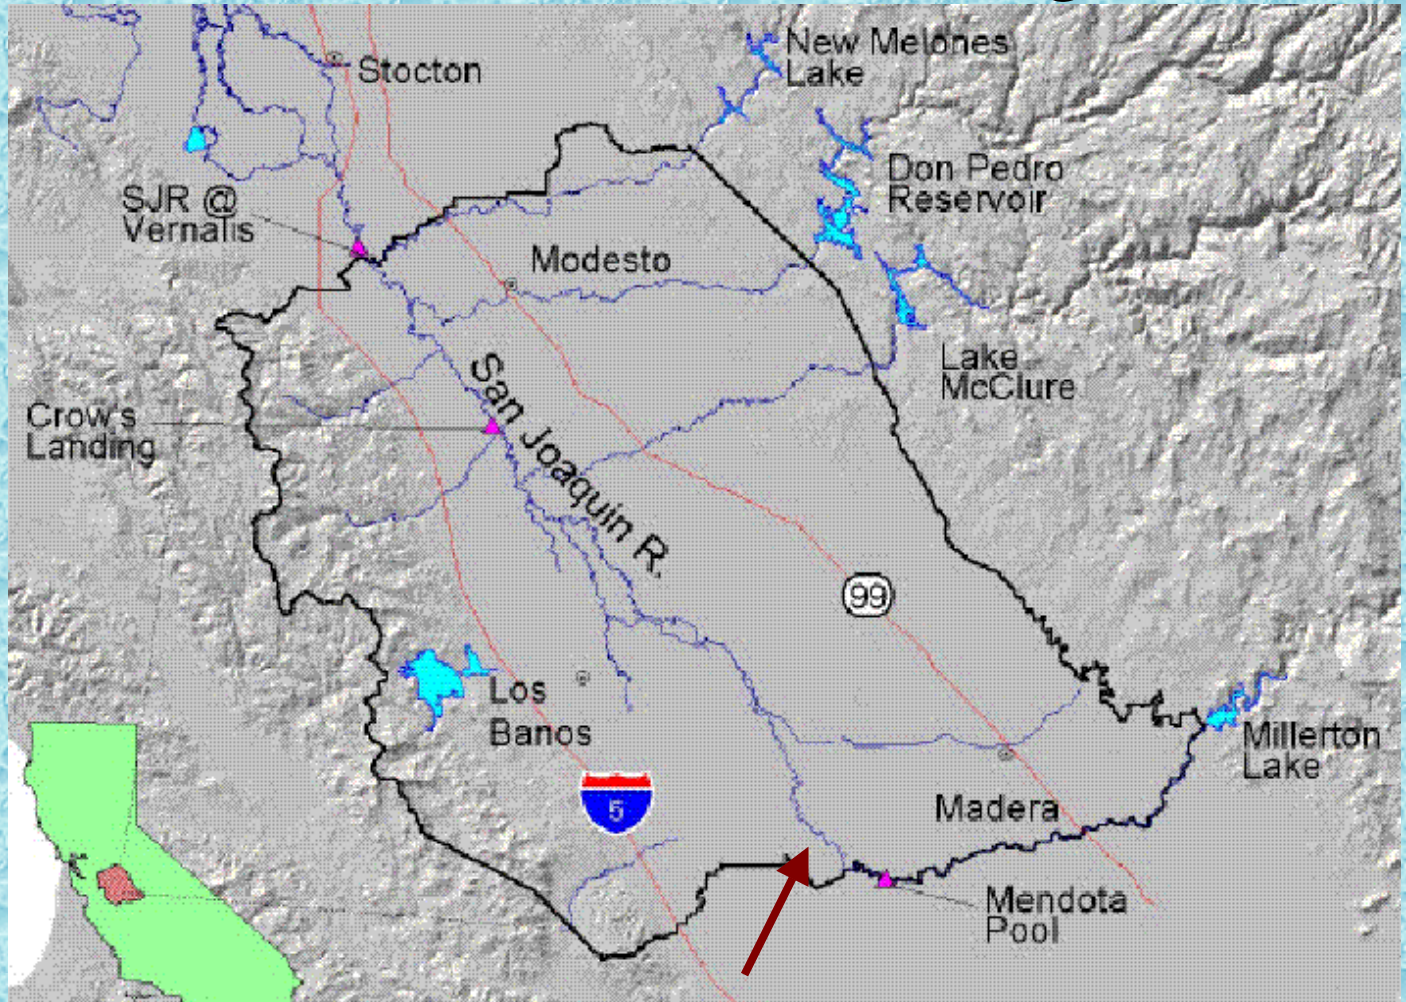 New Melones
Lake
Stocton
Don Pedro
Reservoir
SJR @
Vernalis
Modesto
Lake
McClure
San Joaquin R.
Crow's
Landing
99
Los
Banos
Millerton
Lake
5
Madera
Mendota
Pool